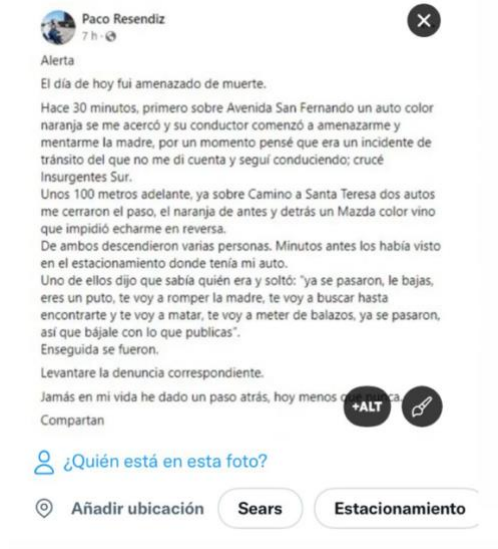 Paco Resendiz
7 h ·
Alerta
El día de hoy fui amenazado de muerte.
Hace 30 minutos, primero sobre Avenida San Fernando un auto color
naranja se me acercó y su conductor comenzó a amenazarme y
mentarme la madre, por un momento pensé que era un incidente de
tránsito del que no me di cuenta y seguí conduciendo; crucé
Insurgentes Sur.
Unos 100 metros adelante, ya sobre Camino a Santa Teresa dos autos
me cerraron el paso, el naranja de antes y detrás un Mazda color vino
que impidió echarme en reversa.
De ambos descendieron varias personas. Minutos antes los había visto
en el estacionamiento donde tenía mi auto.
Uno de ellos dijo que sabía quién era y soltó: "ya se pasaron, le bajas,
eres un puto, te voy a romper la madre, te voy a buscar hasta
encontrarte y te voy a matar, te voy a meter de balazos, ya se pasaron,
así que bájale con lo que publicas".
Enseguida se fueron.
Levantare la denuncia correspondiente.
Jamás en mi vida he dado un paso atrás, hoy menos que nunca.
+ALT
Compartan
¿Quién está en esta foto?
Añadir ubicación
Sears
Estacionamiento